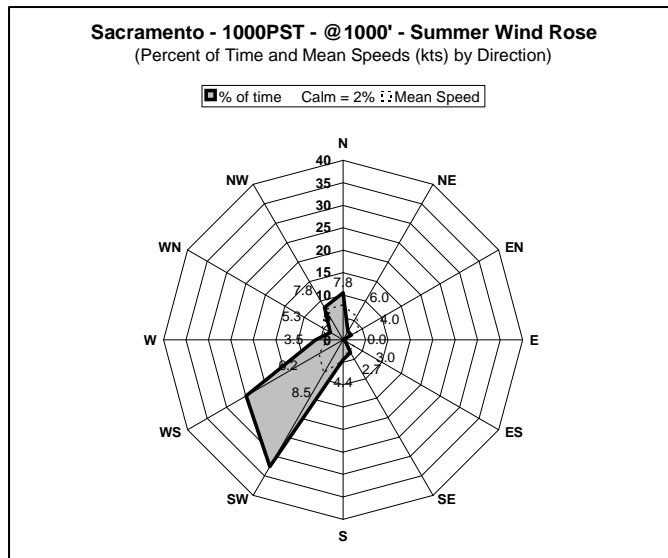 Sacramento - 1000PST - @1000' - Summer Wind Rose
(Percent of Time and Mean Speeds (kts) by Direction)
% of time Calm = 2% Mean Speed
N
NE
EN
E
ES
SE
S
SW
WS
W
WN
NW
40
35
30
25
20
15
10
5
0
7.8
6.0
4.0
0.0
3.0
2.7
4.4
8.5
3.5
5.3
7.8